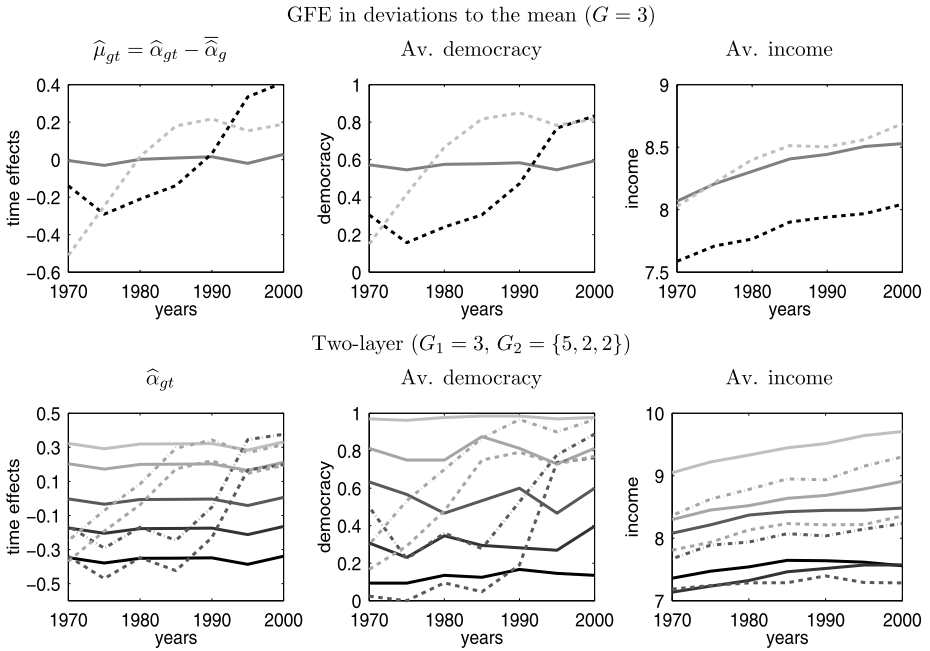 GFE in deviations to the mean (G = 3)
μ̂gt = α̂gt − α̂̅g
Av. democracy
Av. income
time effects
0.4
0.2
0
−0.2
−0.4
−0.6
1970 1980 1990 2000
years
democracy
1
0.8
0.6
0.4
0.2
0
1970 1980 1990 2000
years
income
9
8.5
8
7.5
1970 1980 1990 2000
years
Two-layer (G1 = 3, G2 = {5, 2, 2})
α̂gt
Av. democracy
Av. income
time effects
0.5
0.3
0.1
−0.1
−0.3
−0.5
1970 1980 1990 2000
years
democracy
1
0.8
0.6
0.4
0.2
0
1970 1980 1990 2000
years
income
10
9
8
7
1970 1980 1990 2000
years